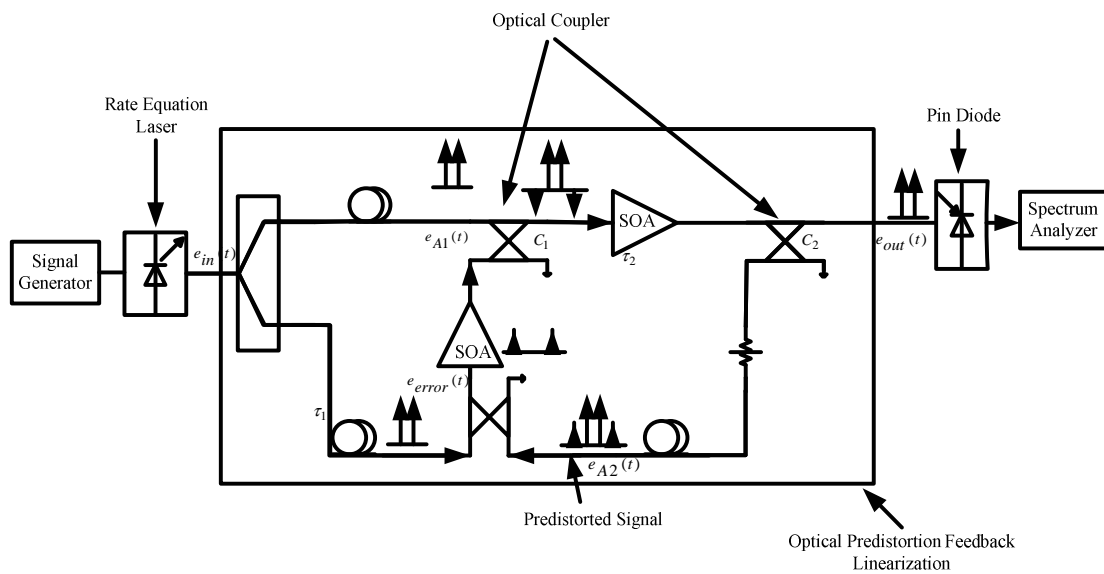 Optical Coupler
Rate Equation
Laser
Pin Diode
Signal
Generator
e_in(t)
e_A1(t)
C_1
SOA
τ_2
C_2
e_out(t)
Spectrum
Analyzer
SOA
e_error(t)
τ_1
e_A2(t)
Predistorted Signal
Optical Predistortion Feedback
Linearization